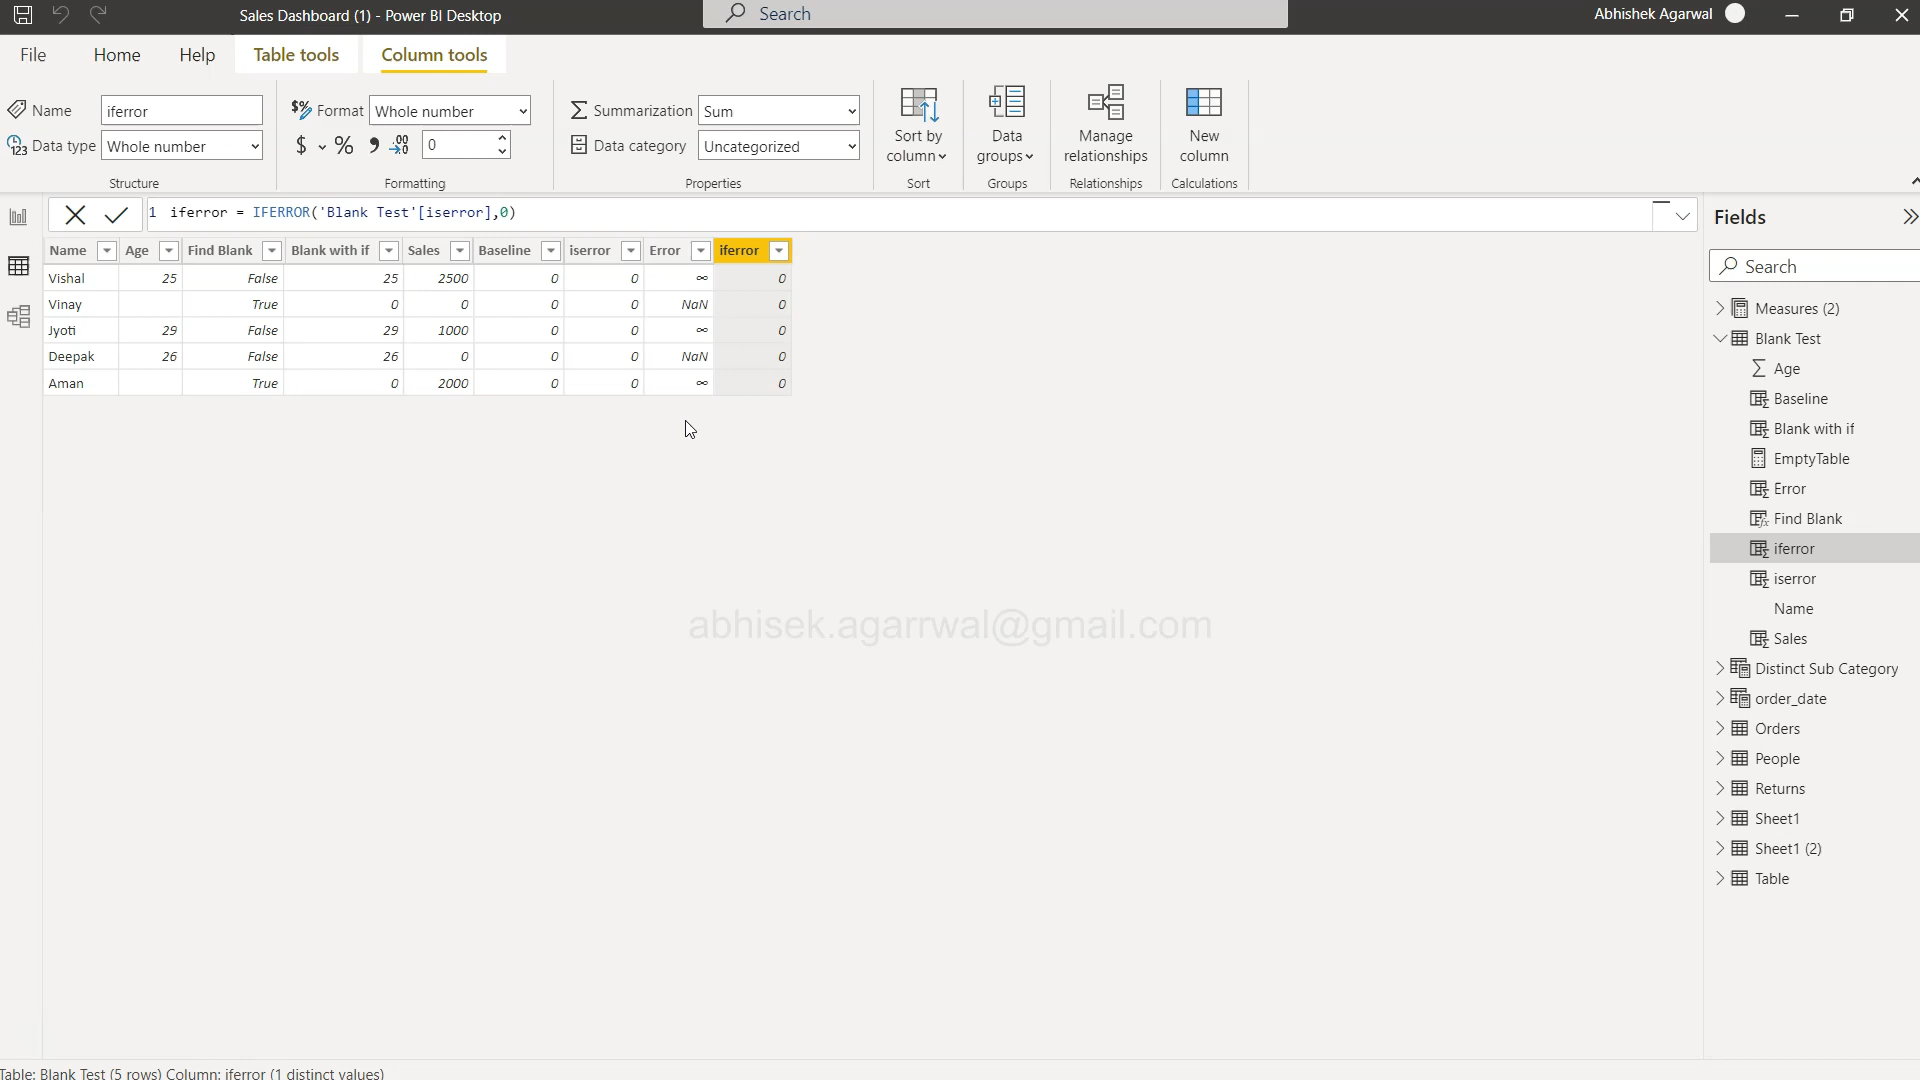 Sales Dashboard (1) - Power BI Desktop
Search
Abhishek Agarwal
File Home Help Table tools Column tools
Name iferror
Data type Whole number
Structure
Format Whole number
$ % 0
Formatting
Summarization Sum
Data category Uncategorized
Properties
Sort by
column
Sort
Data
groups
Groups
Manage
relationships
Relationships
New
column
Calculations
1 iferror = IFERROR('Blank Test'[iserror],0)
Name Age Find Blank Blank with if Sales Baseline iserror Error iferror
Vishal 25 False 25 2500 0 0 ∞ 0
Vinay True 0 0 0 0 NaN 0
Jyoti 29 False 29 1000 0 0 ∞ 0
Deepak 26 False 26 0 0 0 NaN 0
Aman True 0 2000 0 0 ∞ 0
abhisek.agarrwal@gmail.com
Fields
Search
Measures (2)
Blank Test
Age
Baseline
Blank with if
EmptyTable
Error
Find Blank
iferror
iserror
Name
Sales
Distinct Sub Category
order_date
Orders
People
Returns
Sheet1
Sheet1 (2)
Table
Table: Blank Test (5 rows) Column: iferror (1 distinct values)